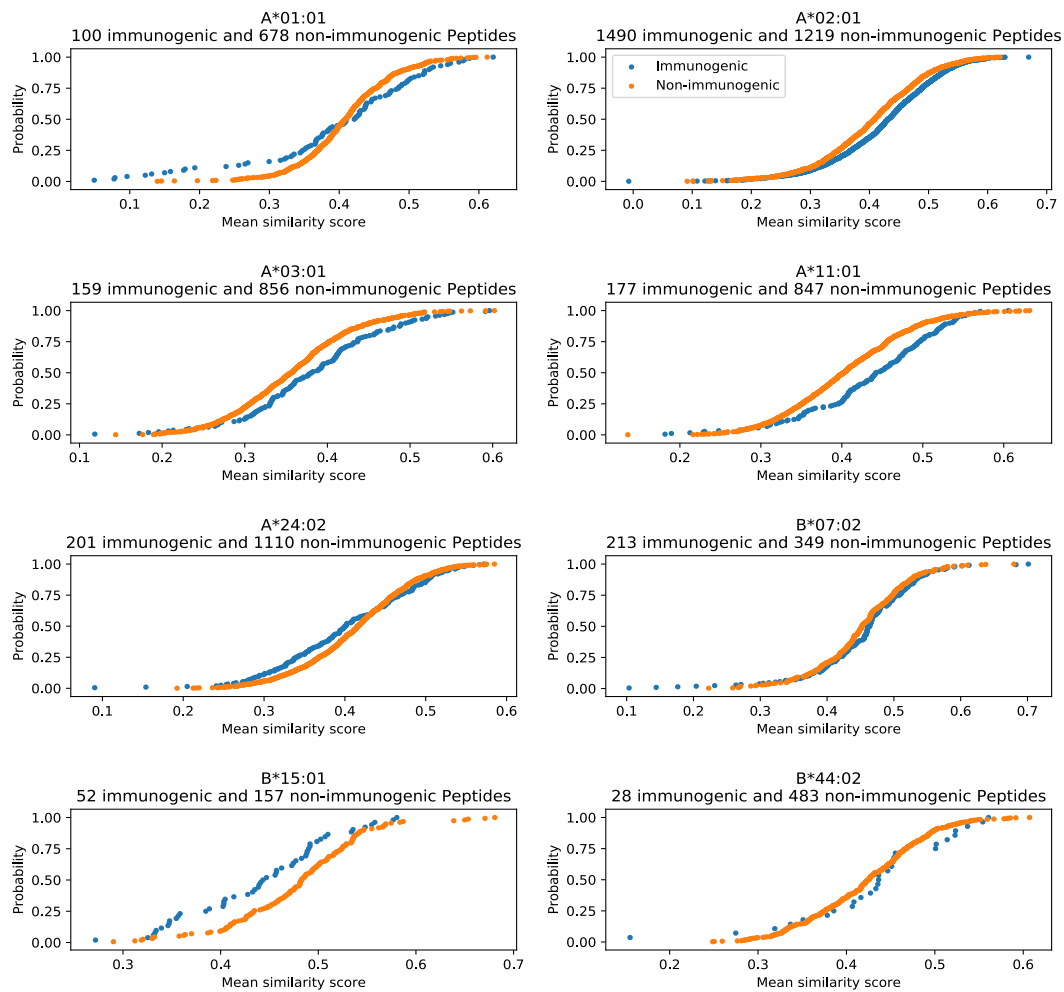 A*01:01
100 immunogenic and 678 non-immunogenic Peptides
1.00
0.75
0.50
0.25
0.00
Probability
0.1 0.2 0.3 0.4 0.5 0.6
Mean similarity score
A*02:01
1490 immunogenic and 1219 non-immunogenic Peptides
Immunogenic
Non-immunogenic
1.00
0.75
0.50
0.25
0.00
Probability
0.0 0.1 0.2 0.3 0.4 0.5 0.6 0.7
Mean similarity score
A*03:01
159 immunogenic and 856 non-immunogenic Peptides
1.00
0.75
0.50
0.25
0.00
Probability
0.1 0.2 0.3 0.4 0.5 0.6
Mean similarity score
A*11:01
177 immunogenic and 847 non-immunogenic Peptides
1.00
0.75
0.50
0.25
0.00
Probability
0.2 0.3 0.4 0.5 0.6
Mean similarity score
A*24:02
201 immunogenic and 1110 non-immunogenic Peptides
1.00
0.75
0.50
0.25
0.00
Probability
0.1 0.2 0.3 0.4 0.5 0.6
Mean similarity score
B*07:02
213 immunogenic and 349 non-immunogenic Peptides
1.00
0.75
0.50
0.25
0.00
Probability
0.1 0.2 0.3 0.4 0.5 0.6 0.7
Mean similarity score
B*15:01
52 immunogenic and 157 non-immunogenic Peptides
1.00
0.75
0.50
0.25
0.00
Probability
0.3 0.4 0.5 0.6 0.7
Mean similarity score
B*44:02
28 immunogenic and 483 non-immunogenic Peptides
1.00
0.75
0.50
0.25
0.00
Probability
0.2 0.3 0.4 0.5 0.6
Mean similarity score